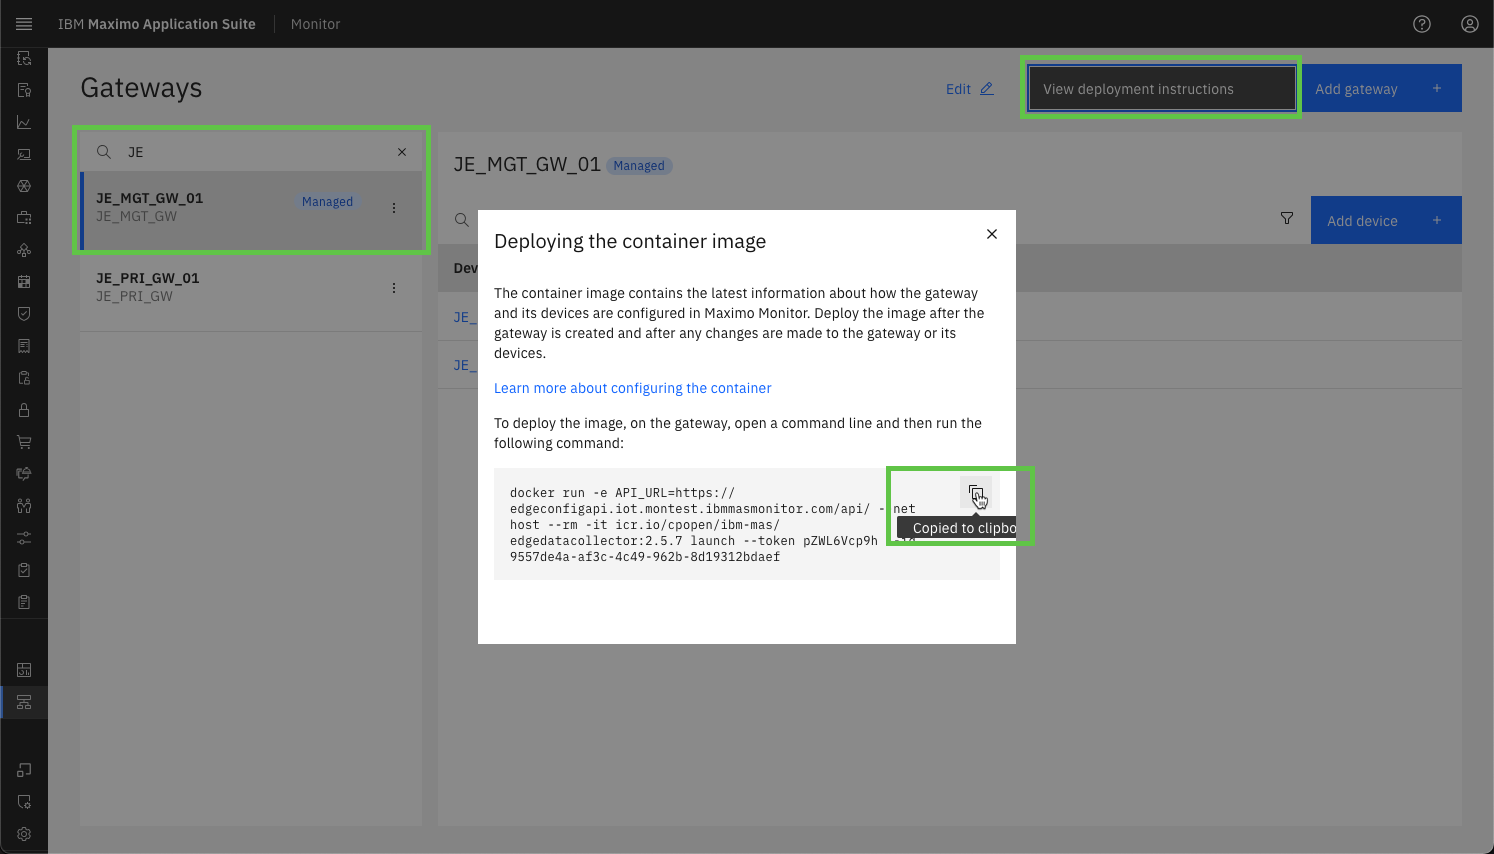 IBM Maximo Application Suite
Monitor
Gateways
Edit
View deployment instructions
Add gateway
JE
JE_MGT_GW_01
Managed
JE_MGT_GW
JE_PRI_GW_01
JE_PRI_GW
JE_MGT_GW_01
Managed
Add device
Dev
JE_
JE_
Deploying the container image
The container image contains the latest information about how the gateway
and its devices are configured in Maximo Monitor. Deploy the image after the
gateway is created and after any changes are made to the gateway or its
devices.
Learn more about configuring the container
To deploy the image, on the gateway, open a command line and then run the
following command:
docker run -e API_URL=https://
edgeconfigapi.iot.montest.ibmmasmonitor.com/api/ - net
host --rm -it icr.io/cpopen/ibm-mas/
edgedatacollector:2.5.7 launch --token pZWL6Vcp9h
9557de4a-af3c-4c49-962b-8d19312bdaef
Copied to clipbo